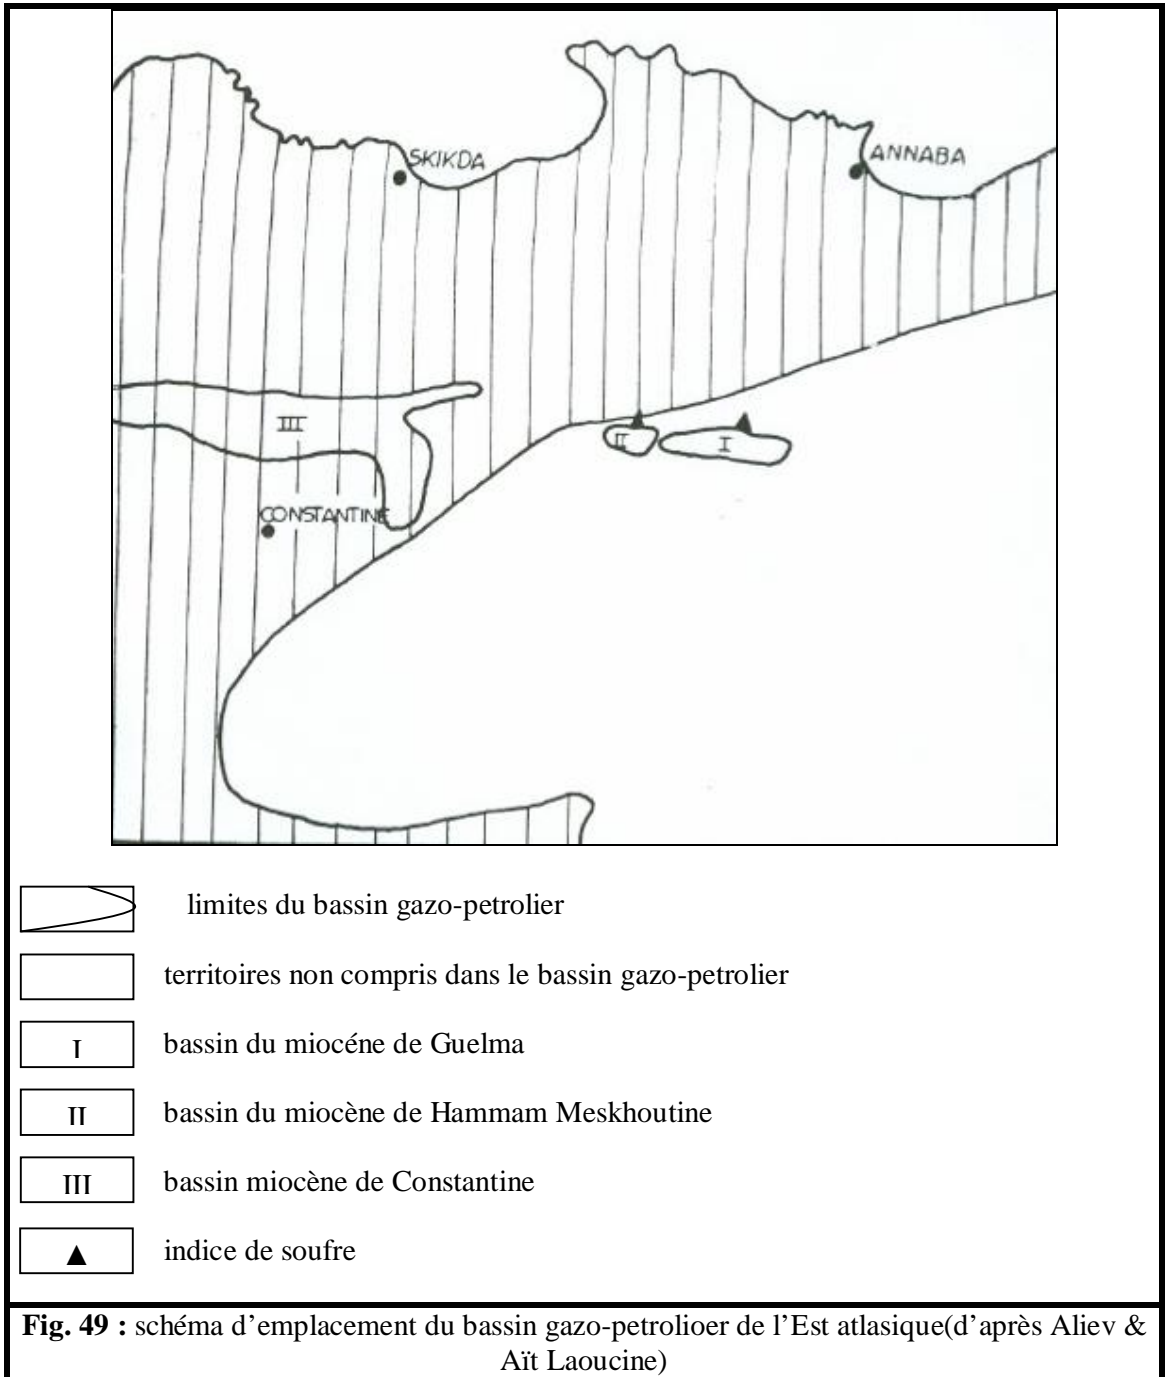 SKIKDA
ANNABA
III
II
I
CONSTANTINE
limites du bassin gazo-petrolier
territoires non compris dans le bassin gazo-petrolier
I bassin du miocéne de Guelma
II bassin du miocène de Hammam Meskhoutine
III bassin miocène de Constantine
indice de soufre
Fig. 49 : schéma d’emplacement du bassin gazo-petrolioer de l’Est atlasique(d’après Aliev &
Aït Laoucine)